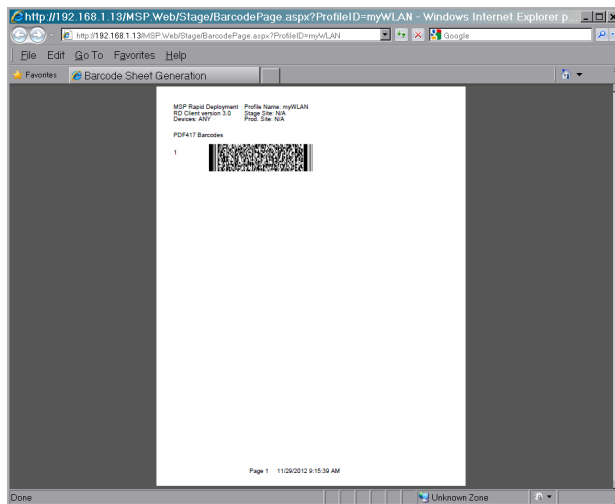 http://192.168.1.13/MSP.Web/Stage/BarcodePage.aspx?ProfileID=myWLAN - Windows Internet Explorer p...
http://192.168.1.13/MSP.Web/Stage/BarcodePage.aspx?ProfileID=myWLAN
Google
File Edit Go To Favorites Help
Favorites
Barcode Sheet Generation
MSP Rapid Deployment Profile Name: myWLAN
RD Client version 3.0 Stage Site: N/A
Devices: ANY Prod. Site: N/A
PDF417 Barcodes
1
Page 1 11/29/2012 9:15:39 AM
Done
Unknown Zone